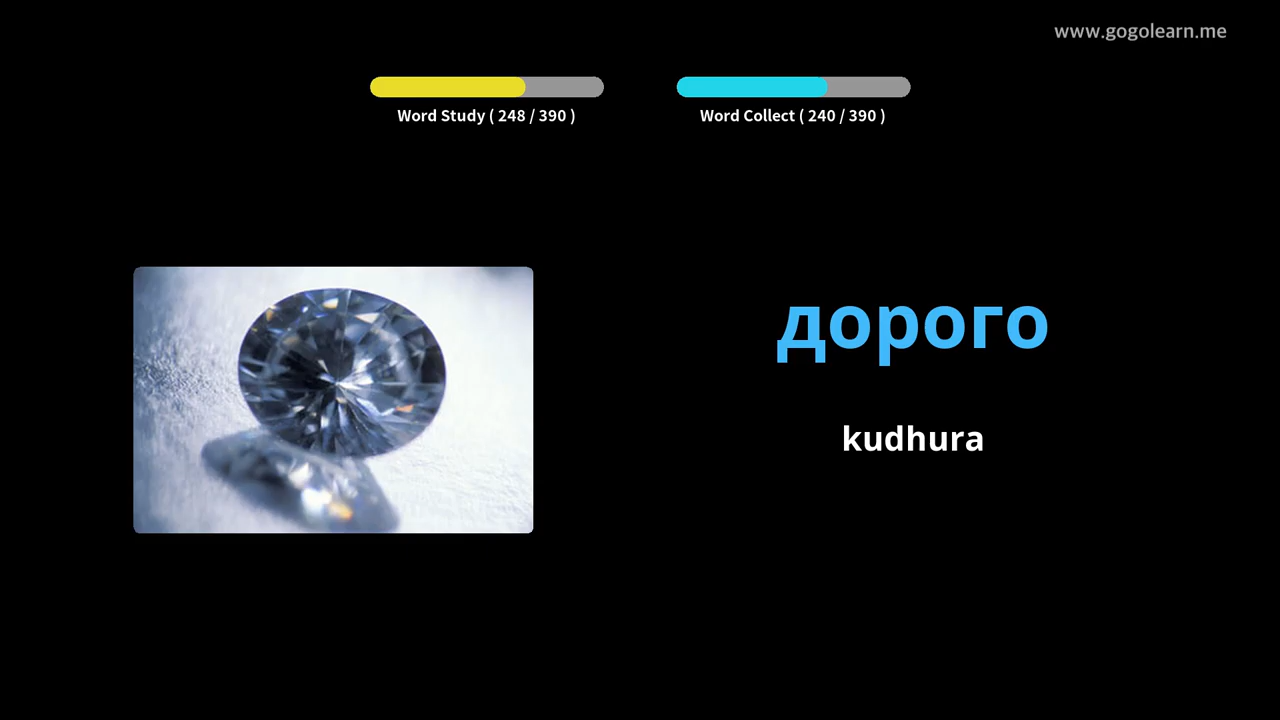 www.gogolearn.me
Word Study ( 248 / 390 )
Word Collect ( 240 / 390 )
дорого
kudhura